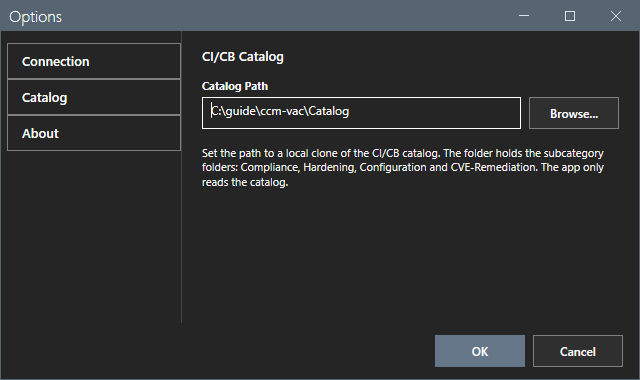 Options
Connection
Catalog
About
CI/CB Catalog
Catalog Path
C:\guide\ccm-vac\Catalog
Browse...
Set the path to a local clone of the CI/CB catalog. The folder holds the subcategory
folders: Compliance, Hardening, Configuration and CVE-Remediation. The app only
reads the catalog.
OK
Cancel